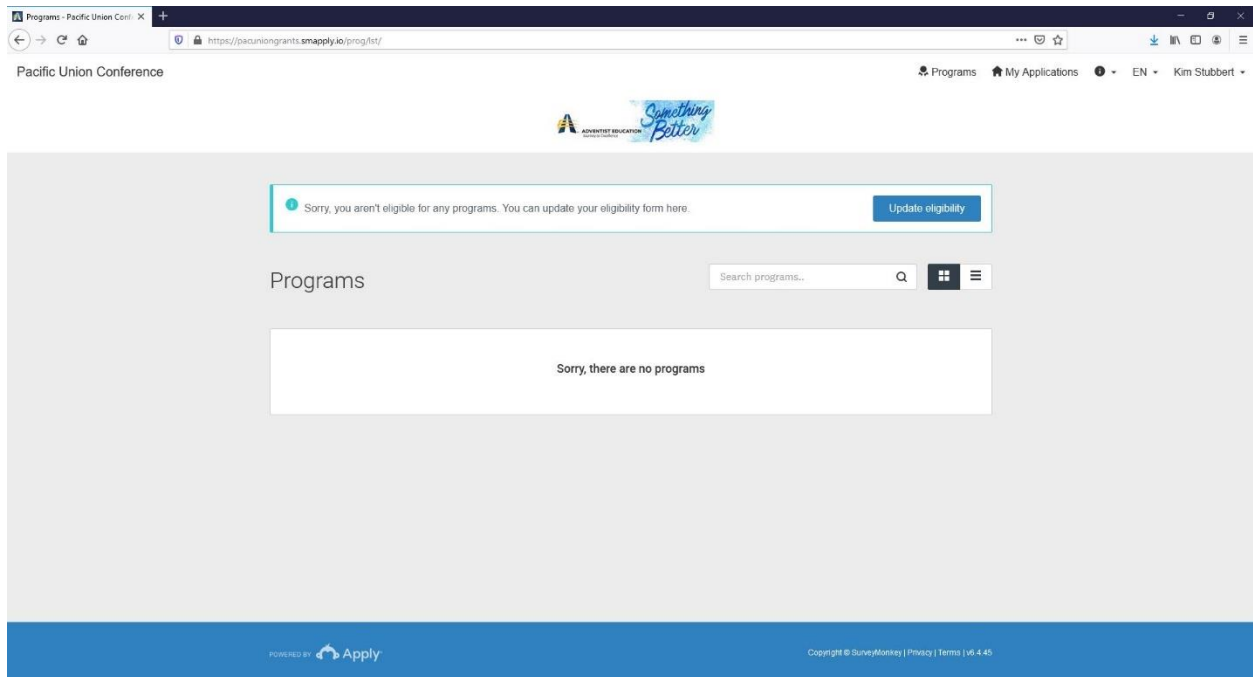 Programs - Pacific Union Conf
https://pacuniongrants.smapply.io/prog/lst/
Pacific Union Conference
Programs My Applications EN Kim Stubbert
ADVENTIST EDUCATION
Something
Better
Sorry, you aren't eligible for any programs. You can update your eligibility form here. Update eligibility
Programs
Search programs..
Sorry, there are no programs
POWERED BY Apply
Copyright © SurveyMonkey | Privacy | Terms | v6.4.45